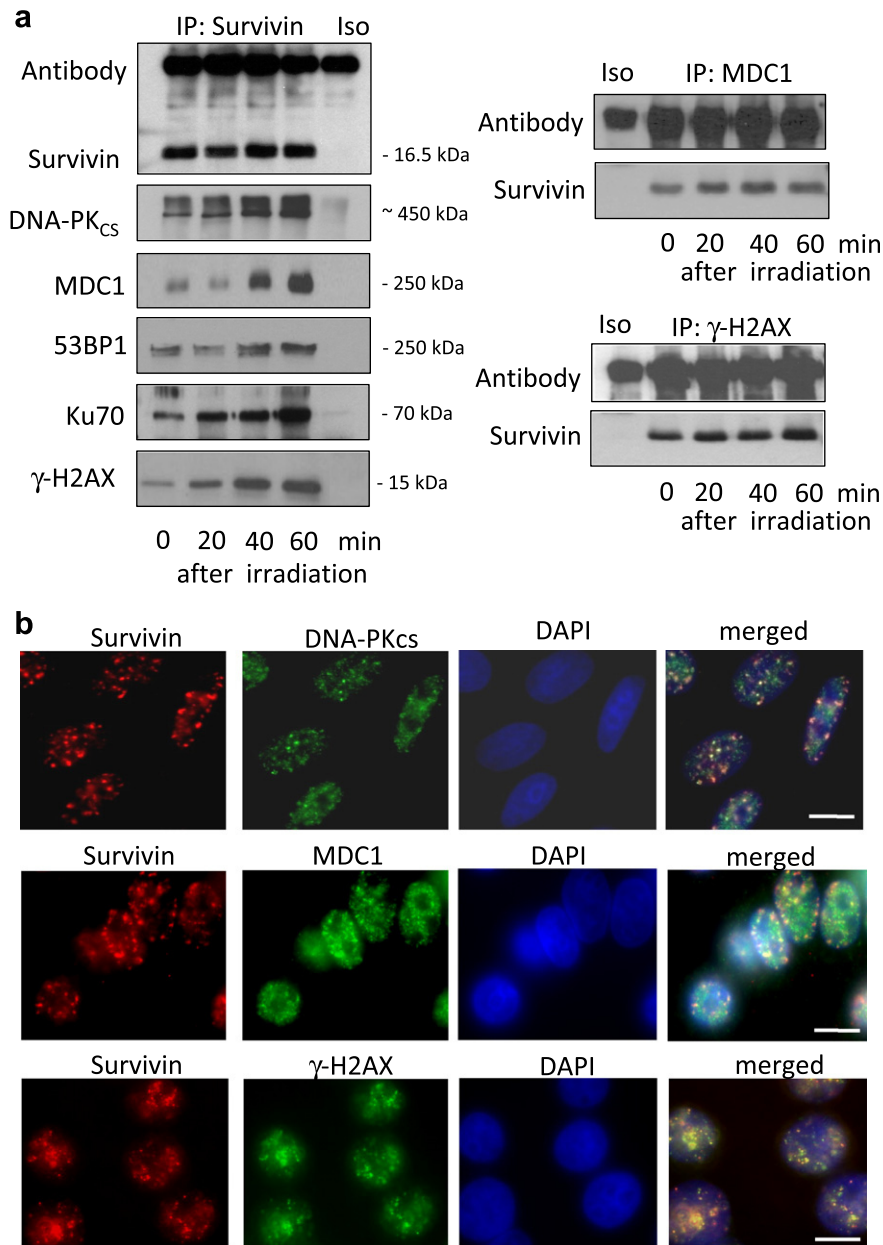 a
IP: Survivin Iso
Antibody
Survivin
- 16.5 kDa
DNA-PKCS
~ 450 kDa
MDC1
- 250 kDa
53BP1
- 250 kDa
Ku70
- 70 kDa
γ-H2AX
- 15 kDa
0 20 40 60 min
after irradiation
Iso IP: MDC1
Antibody
Survivin
0 20 40 60 min
after irradiation
Iso IP: γ-H2AX
Antibody
Survivin
0 20 40 60 min
after irradiation
b
Survivin DNA-PKcs DAPI merged
Survivin MDC1 DAPI merged
Survivin γ-H2AX DAPI merged